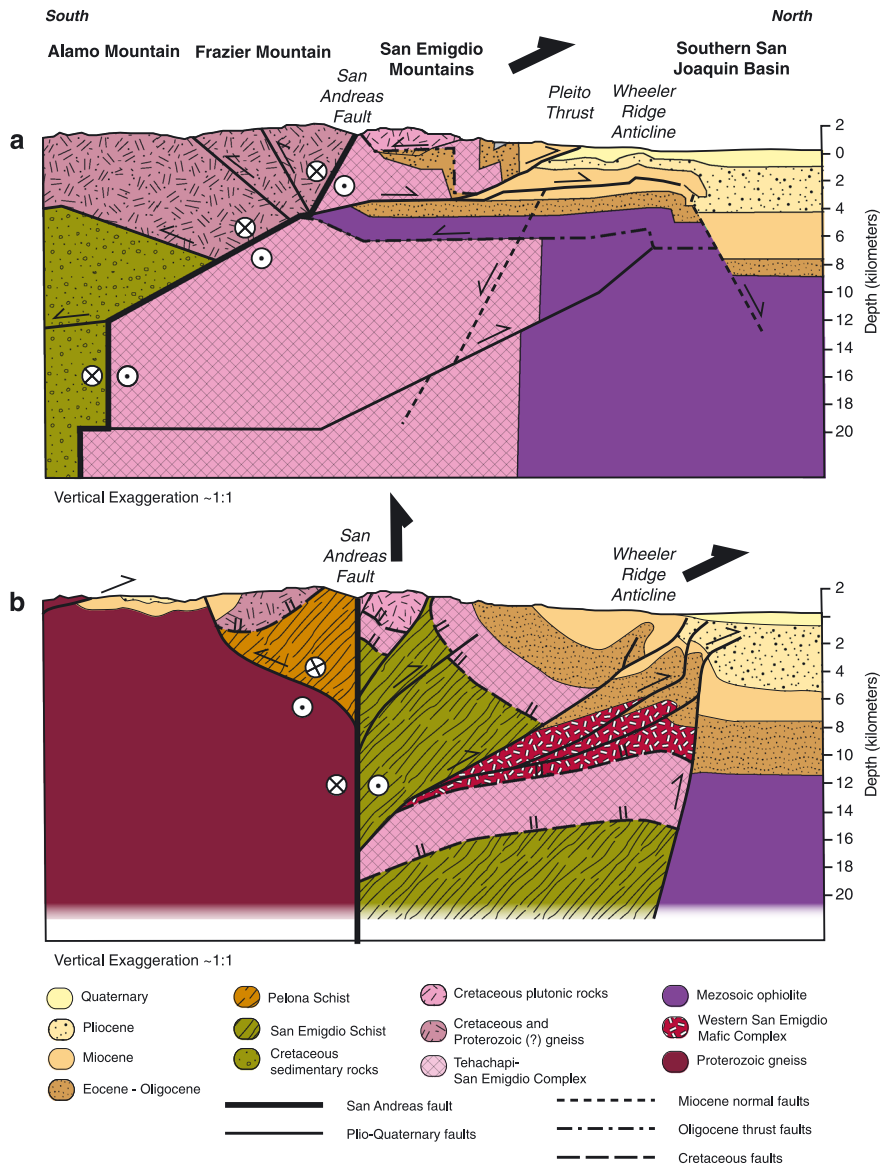 South
North
Alamo Mountain
Frazier Mountain
San Emigdio
Mountains
Southern San
Joaquin Basin
San
Andreas
Fault
Pleito
Thrust
Wheeler
Ridge
Anticline
a
2
0
2
4
6
8
10
12
14
16
18
20
Depth (kilometers)
Vertical Exaggeration ~1:1
San
Andreas
Fault
Wheeler
Ridge
Anticline
b
2
2
4
6
8
10
12
14
16
18
20
Depth (kilometers)
Vertical Exaggeration ~1:1
Quaternary
Pliocene
Miocene
Eocene - Oligocene
Pelona Schist
San Emigdio Schist
Cretaceous
sedimentary rocks
Cretaceous plutonic rocks
Cretaceous and
Proterozoic (?) gneiss
Tehachapi-
San Emigdio Complex
Mezosoic ophiolite
Western San Emigdio
Mafic Complex
Proterozoic gneiss
San Andreas fault
Plio-Quaternary faults
Miocene normal faults
Oligocene thrust faults
Cretaceous faults